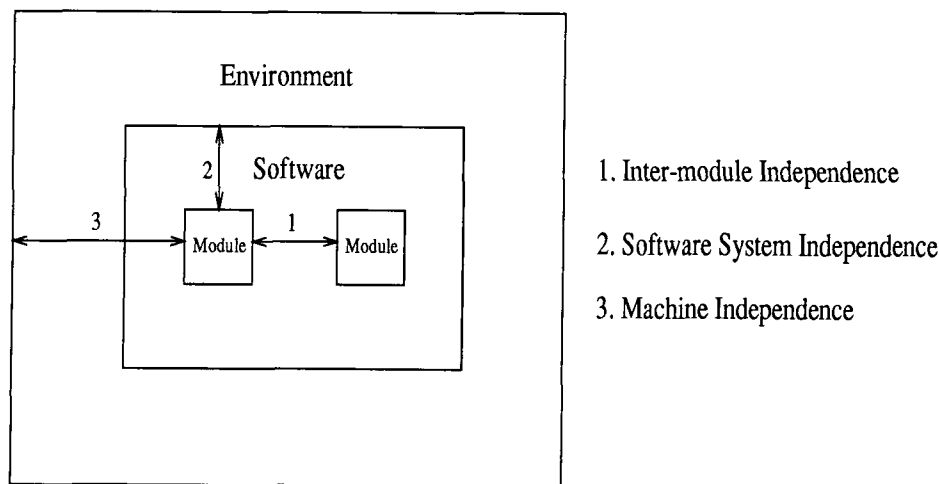 Environment
Software
2
3
1
Module
Module
1. Inter-module Independence
2. Software System Independence
3. Machine Independence